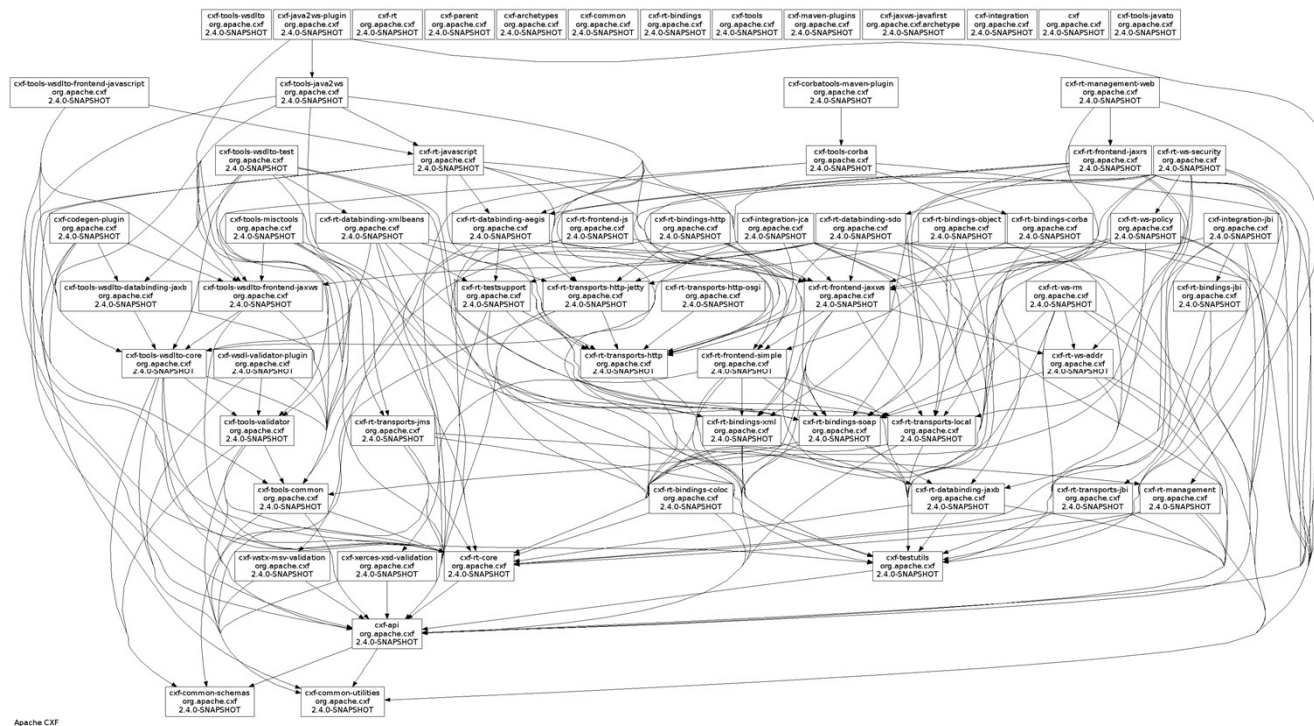 cxf-tools-wsdlto
org.apache.cxf
2.4.0-SNAPSHOT
cxf-java2ws-plugin
org.apache.cxf
2.4.0-SNAPSHOT
cxf-rt
org.apache.cxf
2.4.0-SNAPSHOT
cxf-parent
org.apache.cxf
2.4.0-SNAPSHOT
cxf-archetypes
org.apache.cxf
2.4.0-SNAPSHOT
cxf-common
org.apache.cxf
2.4.0-SNAPSHOT
cxf-rt-bindings
org.apache.cxf
2.4.0-SNAPSHOT
cxf-tools
org.apache.cxf
2.4.0-SNAPSHOT
cxf-maven-plugins
org.apache.cxf
2.4.0-SNAPSHOT
cxf-jaxws-javafirst
org.apache.cxf.archetype
2.4.0-SNAPSHOT
cxf-integration
org.apache.cxf
2.4.0-SNAPSHOT
cxf
org.apache.cxf
2.4.0-SNAPSHOT
cxf-tools-javato
org.apache.cxf
2.4.0-SNAPSHOT
cxf-tools-wsdlto-frontend-javascript
org.apache.cxf
2.4.0-SNAPSHOT
cxf-tools-java2ws
org.apache.cxf
2.4.0-SNAPSHOT
cxf-corbatools-maven-plugin
org.apache.cxf
2.4.0-SNAPSHOT
cxf-rt-management-web
org.apache.cxf
2.4.0-SNAPSHOT
cxf-tools-wsdlto-test
org.apache.cxf
2.4.0-SNAPSHOT
cxf-rt-javascript
org.apache.cxf
2.4.0-SNAPSHOT
cxf-tools-corba
org.apache.cxf
2.4.0-SNAPSHOT
cxf-rt-frontend-jaxrs
org.apache.cxf
2.4.0-SNAPSHOT
cxf-rt-ws-security
org.apache.cxf
2.4.0-SNAPSHOT
cxf-codegen-plugin
org.apache.cxf
2.4.0-SNAPSHOT
cxf-tools-misctools
org.apache.cxf
2.4.0-SNAPSHOT
cxf-rt-databinding-xmlbeans
org.apache.cxf
2.4.0-SNAPSHOT
cxf-rt-databinding-aegis
org.apache.cxf
2.4.0-SNAPSHOT
cxf-rt-frontend-js
org.apache.cxf
2.4.0-SNAPSHOT
cxf-rt-bindings-http
org.apache.cxf
2.4.0-SNAPSHOT
cxf-integration-jca
org.apache.cxf
2.4.0-SNAPSHOT
cxf-rt-databinding-sdo
org.apache.cxf
2.4.0-SNAPSHOT
cxf-rt-bindings-object
org.apache.cxf
2.4.0-SNAPSHOT
cxf-rt-bindings-corba
org.apache.cxf
2.4.0-SNAPSHOT
cxf-rt-ws-policy
org.apache.cxf
2.4.0-SNAPSHOT
cxf-integration-jbi
org.apache.cxf
2.4.0-SNAPSHOT
cxf-tools-wsdlto-databinding-jaxb
org.apache.cxf
2.4.0-SNAPSHOT
cxf-tools-wsdlto-frontend-jaxws
org.apache.cxf
2.4.0-SNAPSHOT
cxf-rt-testsupport
org.apache.cxf
2.4.0-SNAPSHOT
cxf-rt-transports-http-jetty
org.apache.cxf
2.4.0-SNAPSHOT
cxf-rt-transports-http-osgi
org.apache.cxf
2.4.0-SNAPSHOT
cxf-rt-frontend-jaxws
org.apache.cxf
2.4.0-SNAPSHOT
cxf-rt-ws-rm
org.apache.cxf
2.4.0-SNAPSHOT
cxf-rt-bindings-jbi
org.apache.cxf
2.4.0-SNAPSHOT
cxf-tools-wsdlto-core
org.apache.cxf
2.4.0-SNAPSHOT
cxf-wsdl-validator-plugin
org.apache.cxf
2.4.0-SNAPSHOT
cxf-rt-transports-http
org.apache.cxf
2.4.0-SNAPSHOT
cxf-rt-frontend-simple
org.apache.cxf
2.4.0-SNAPSHOT
cxf-rt-ws-addr
org.apache.cxf
2.4.0-SNAPSHOT
cxf-tools-validator
org.apache.cxf
2.4.0-SNAPSHOT
cxf-rt-transports-jms
org.apache.cxf
2.4.0-SNAPSHOT
cxf-rt-bindings-xml
org.apache.cxf
2.4.0-SNAPSHOT
cxf-rt-bindings-soap
org.apache.cxf
2.4.0-SNAPSHOT
cxf-rt-transports-local
org.apache.cxf
2.4.0-SNAPSHOT
cxf-tools-common
org.apache.cxf
2.4.0-SNAPSHOT
cxf-rt-bindings-coloc
org.apache.cxf
2.4.0-SNAPSHOT
cxf-rt-databinding-jaxb
org.apache.cxf
2.4.0-SNAPSHOT
cxf-rt-transports-jbi
org.apache.cxf
2.4.0-SNAPSHOT
cxf-rt-management
org.apache.cxf
2.4.0-SNAPSHOT
cxf-wstx-msv-validation
org.apache.cxf
2.4.0-SNAPSHOT
cxf-xerces-xsd-validation
org.apache.cxf
2.4.0-SNAPSHOT
cxf-rt-core
org.apache.cxf
2.4.0-SNAPSHOT
cxf-testutils
org.apache.cxf
2.4.0-SNAPSHOT
cxf-api
org.apache.cxf
2.4.0-SNAPSHOT
cxf-common-schemas
org.apache.cxf
2.4.0-SNAPSHOT
cxf-common-utilities
org.apache.cxf
2.4.0-SNAPSHOT
Apache CXF